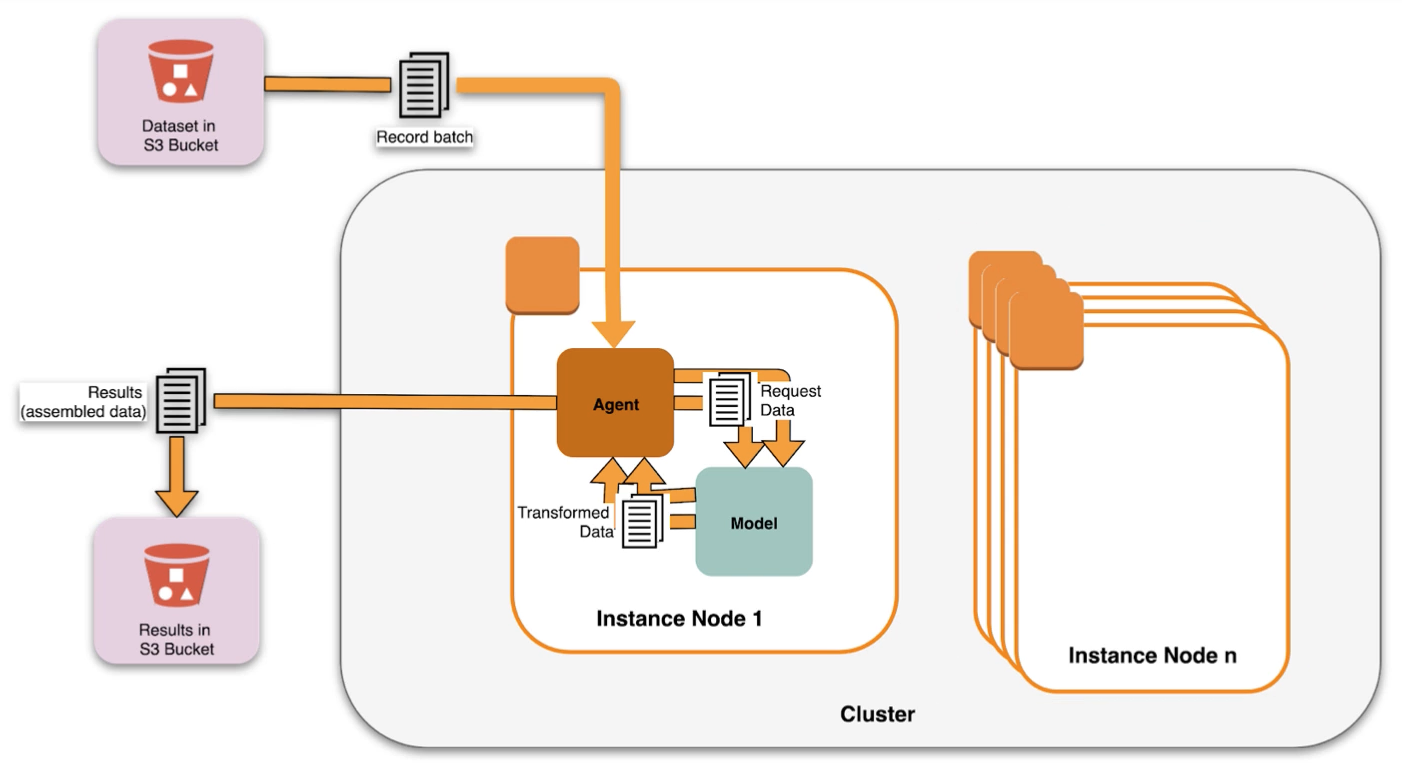 Dataset in
S3 Bucket
Record batch
Results
(assembled data)
Agent
Request
Data
Transformed
Data
Model
Instance Node 1
Results in
S3 Bucket
Instance Node n
Cluster